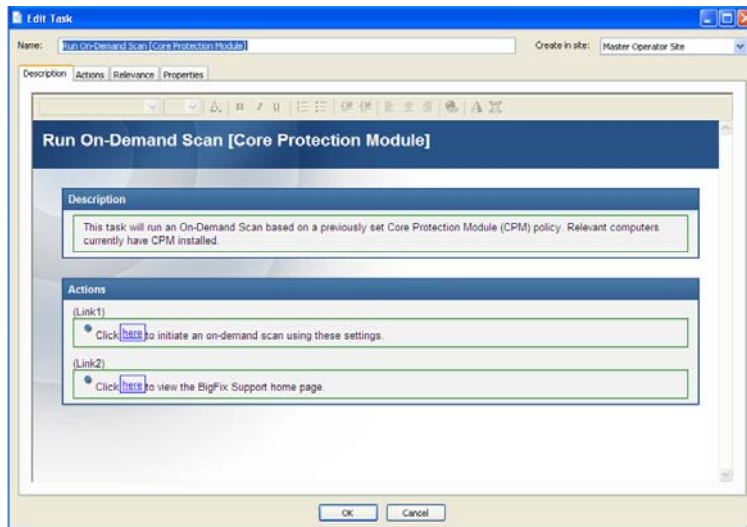 Edit Task
Name: Run On-Demand Scan [Core Protection Module] Create in site: Master Operator Site
Description Actions Relevance Properties
B I U A
Run On-Demand Scan [Core Protection Module]
Description
This task will run an On-Demand Scan based on a previously set Core Protection Module (CPM) policy. Relevant computers
currently have CPM installed.
Actions
(Link1)
Click here to initiate an on-demand scan using these settings.
(Link2)
Click here to view the BigFix Support home page.
OK Cancel